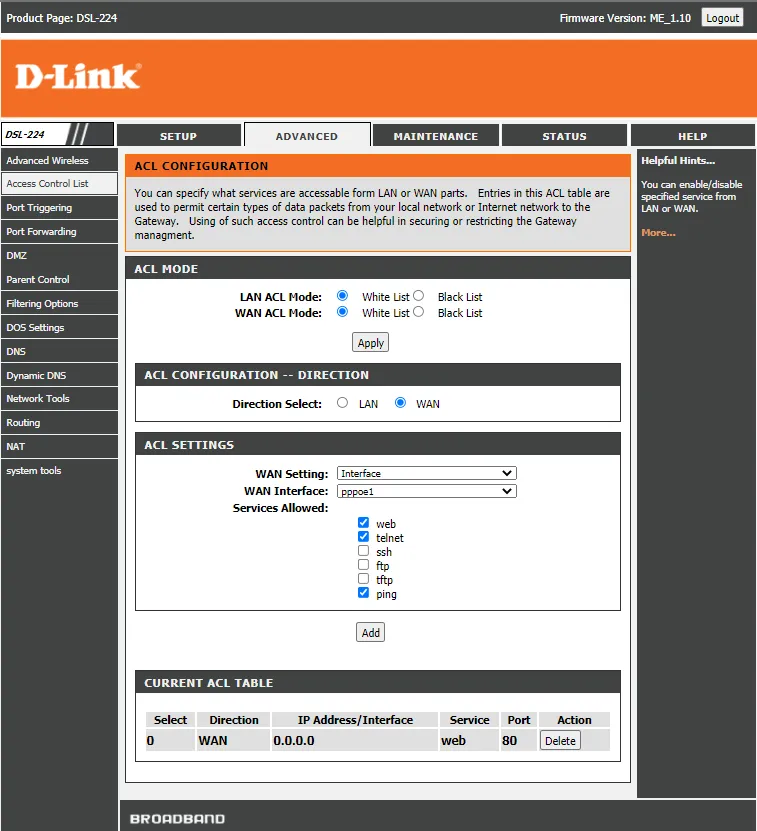 Product Page: DSL-224
Firmware Version: ME_1.10
Logout
D-Link
DSL-224
SETUP
ADVANCED
MAINTENANCE
STATUS
HELP
Advanced Wireless
Access Control List
Port Triggering
Port Forwarding
DMZ
Parent Control
Filtering Options
DOS Settings
DNS
Dynamic DNS
Network Tools
Routing
NAT
system tools
ACL CONFIGURATION
You can specify what services are accessable form LAN or WAN parts. Entries in this ACL table are
used to permit certain types of data packets from your local network or Internet network to the
Gateway. Using of such access control can be helpful in securing or restricting the Gateway
managment.
ACL MODE
LAN ACL Mode: White List Black List
WAN ACL Mode: White List Black List
Apply
ACL CONFIGURATION -- DIRECTION
Direction Select: LAN WAN
ACL SETTINGS
WAN Setting: Interface
WAN Interface: pppoe1
Services Allowed:
web
telnet
ssh
ftp
tftp
ping
Add
CURRENT ACL TABLE
Select Direction IP Address/Interface Service Port Action
0 WAN 0.0.0.0 web 80 Delete
Helpful Hints...
You can enable/disable
specified service from
LAN or WAN.
More...
BROADBAND